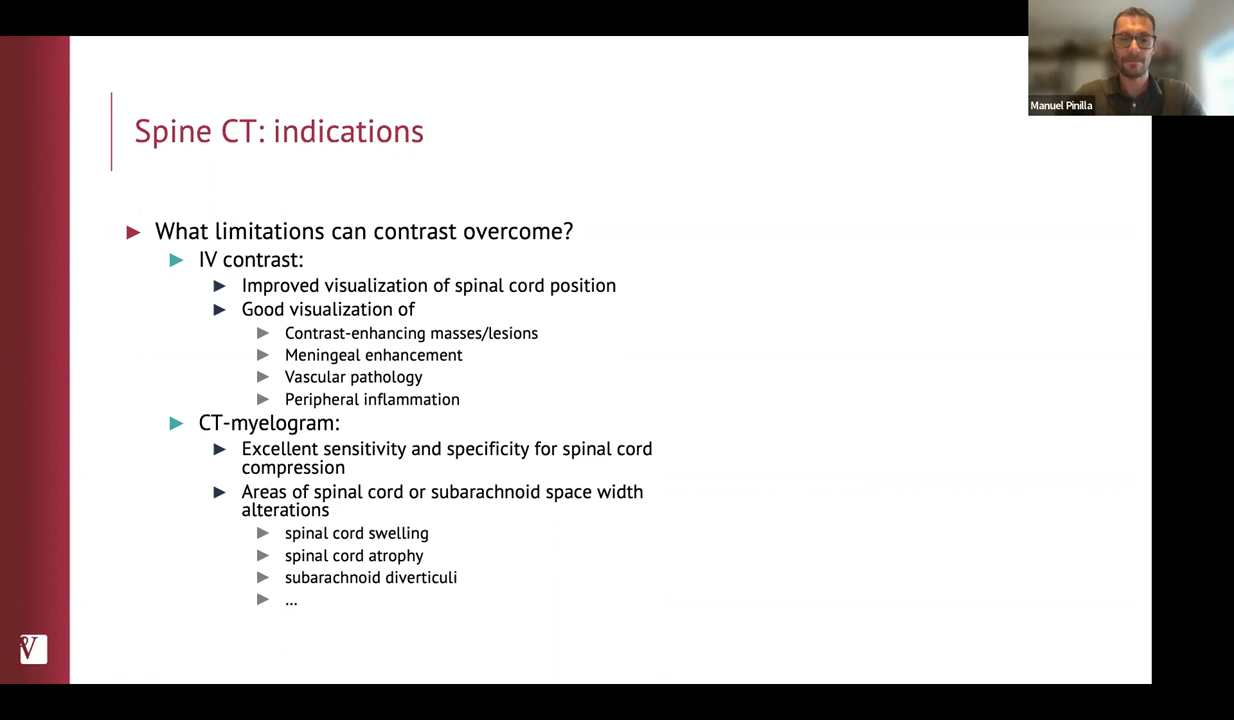 Manuel Pinilla
Spine CT: indications
► What limitations can contrast overcome?
► IV contrast:
► Improved visualization of spinal cord position
► Good visualization of
► Contrast-enhancing masses/lesions
► Meningeal enhancement
► Vascular pathology
► Peripheral inflammation
► CT-myelogram:
► Excellent sensitivity and specificity for spinal cord
compression
► Areas of spinal cord or subarachnoid space width
alterations
► spinal cord swelling
► spinal cord atrophy
► subarachnoid diverticuli
► ...
V